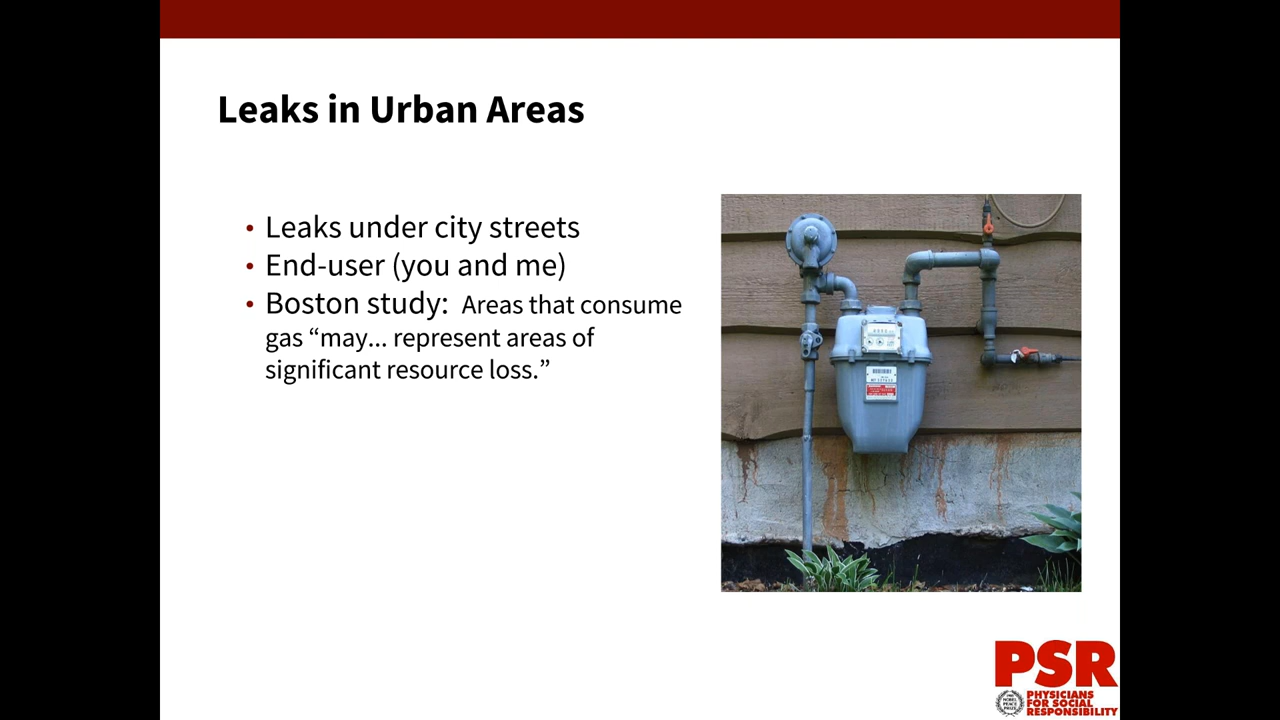 Leaks in Urban Areas
• Leaks under city streets
• End-user (you and me)
• Boston study: Areas that consume
gas “may... represent areas of
significant resource loss.”
PSR
PHYSICIANS
FOR SOCIAL
RESPONSIBILITY